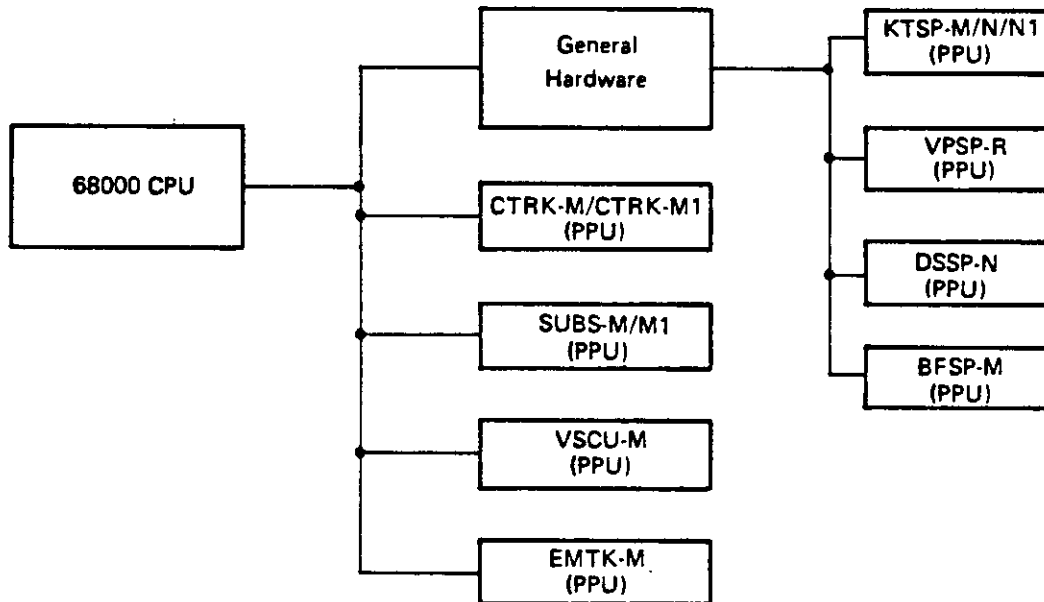 General
Hardware
KTSP-M/N/N1
(PPU)
68000 CPU
VPSP-R
(PPU)
CTRK-M/CTRK-M1
(PPU)
DSSP-N
(PPU)
SUBS-M/M1
(PPU)
BFSP-M
(PPU)
VSCU-M
(PPU)
EMTK-M
(PPU)